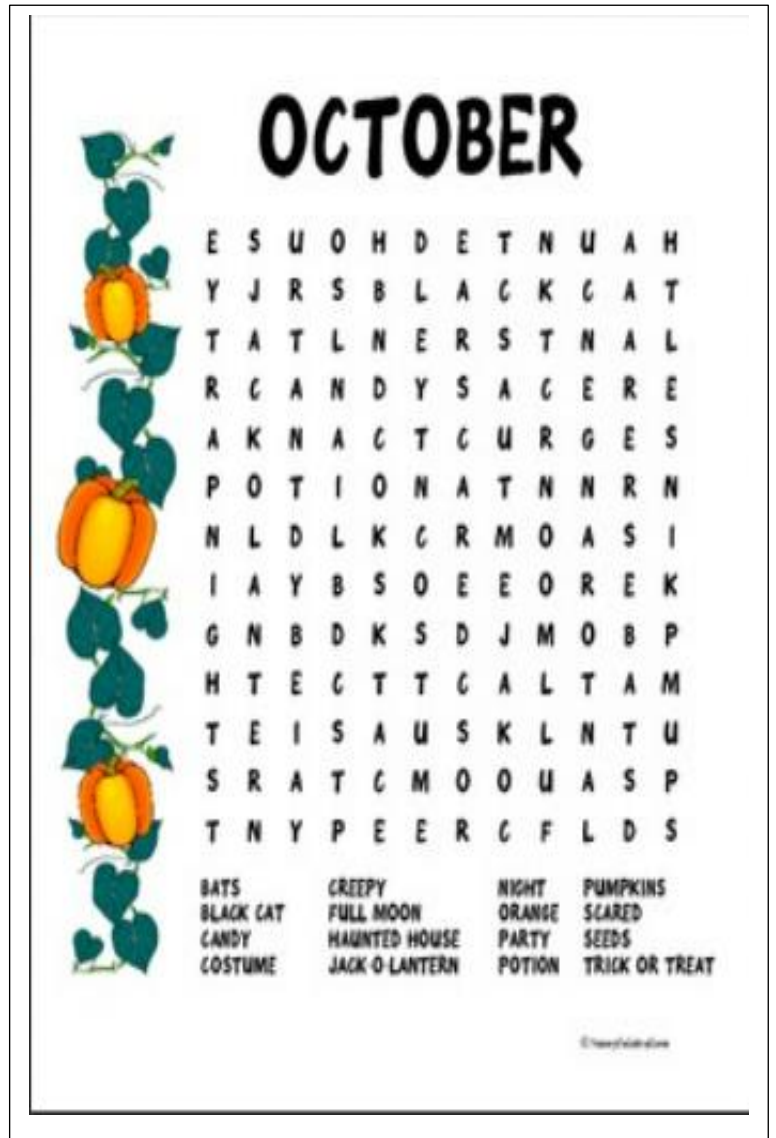 OCTOBER
E S U O H D E T N U A H
Y J R S B L A C K C A T
T A T L N E R S T N A L
R C A N D Y S A C E R E
A K N A C T C U R G E S
P O T I O N A T N N R N
N L D L K C R M O A S I
I A Y B S O E E O R E K
G N B D K S D J M O B P
H T E C T T C A L T A M
T E I S A U S K L N T U
S R A T C M O O U A S P
T N Y P E E R C F L D S
BATS CREEPY NIGHT PUMPKINS
BLACK CAT FULL MOON ORANGE SCARED
CANDY HAUNTED HOUSE PARTY SEEDS
COSTUME JACK-O-LANTERN POTION TRICK OR TREAT